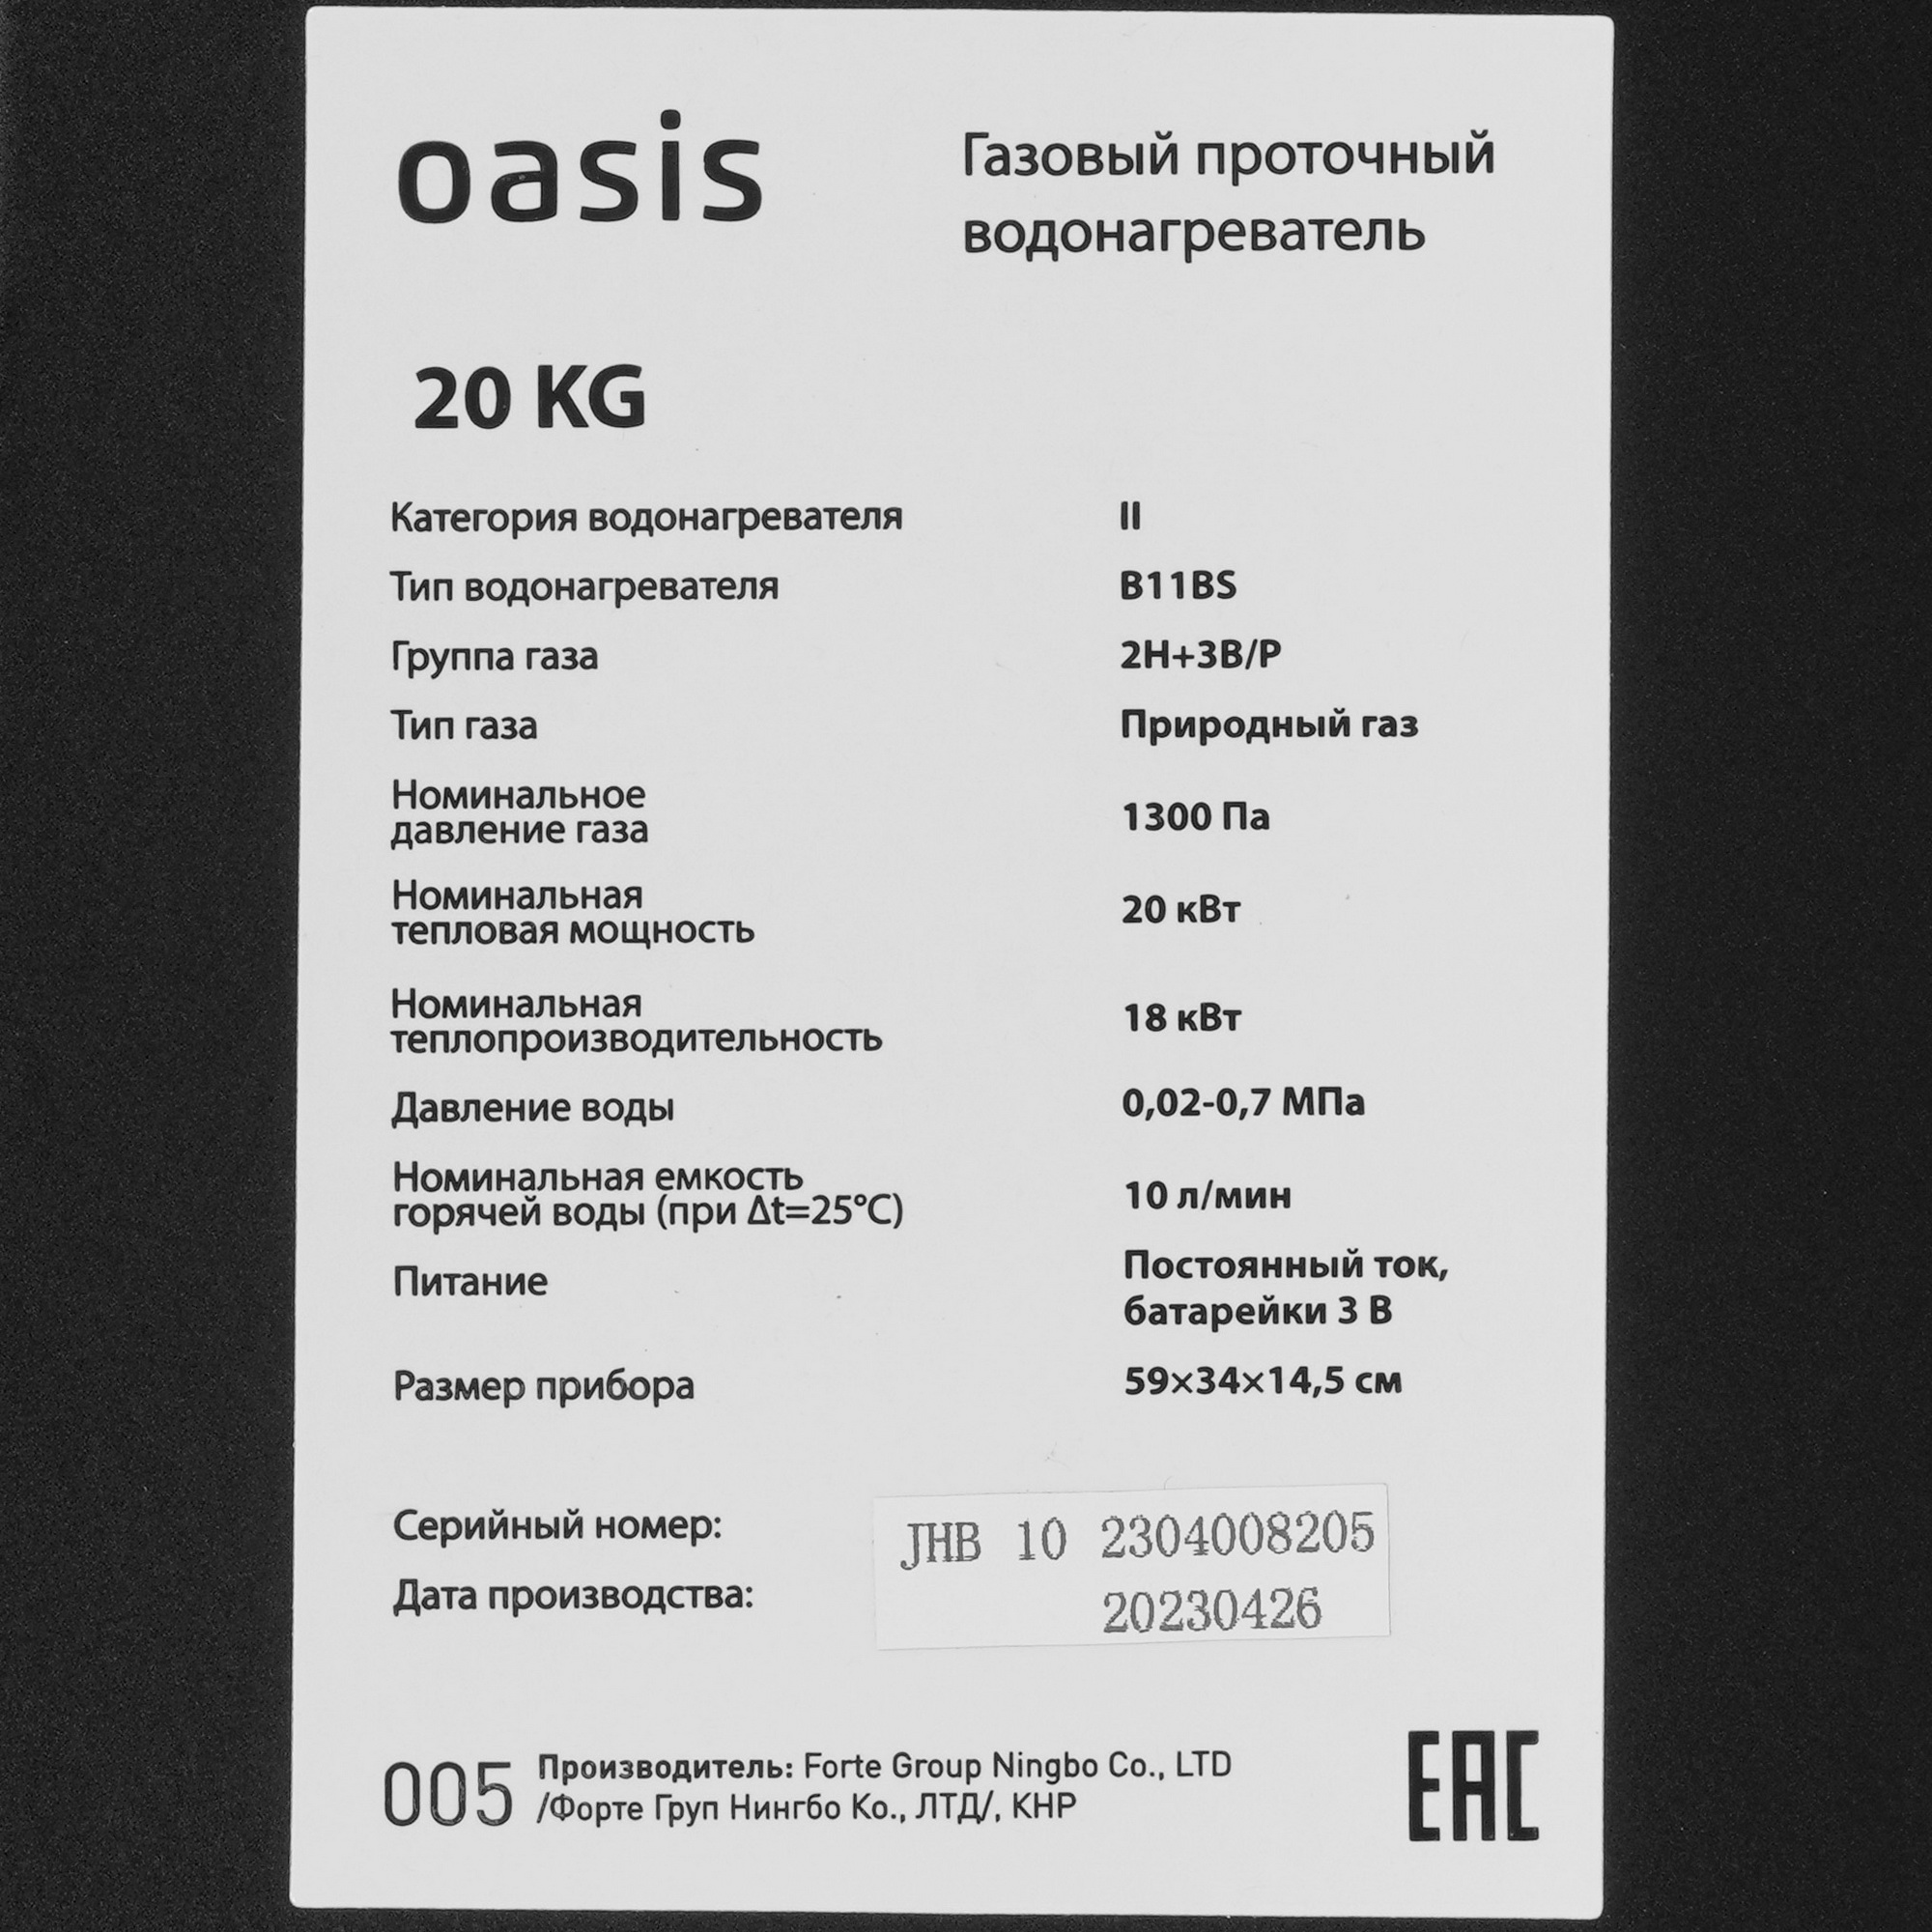 oasis
Газовый проточный
водонагреватель
20 KG
Категория водонагревателя II
Тип водонагревателя B11BS
Группа газа 2H+3B/P
Тип газа Природный газ
Номинальное
давление газа 1300 Па
Номинальная
тепловая мощность 20 кВт
Номинальная
теплопроизводительность 18 кВт
Давление воды 0,02-0,7 МПа
Номинальная емкость
горячей воды (при Δt=25°C) 10 л/мин
Питание Постоянный ток,
батарейки 3 В
Размер прибора 59×34×14,5 см
Серийный номер: JHB 10 2304008205
Дата производства: 20230426
005
Производитель: Forte Group Ningbo Co., LTD
/Форте Груп Нингбо Ко., ЛТД/, КНР
EAC